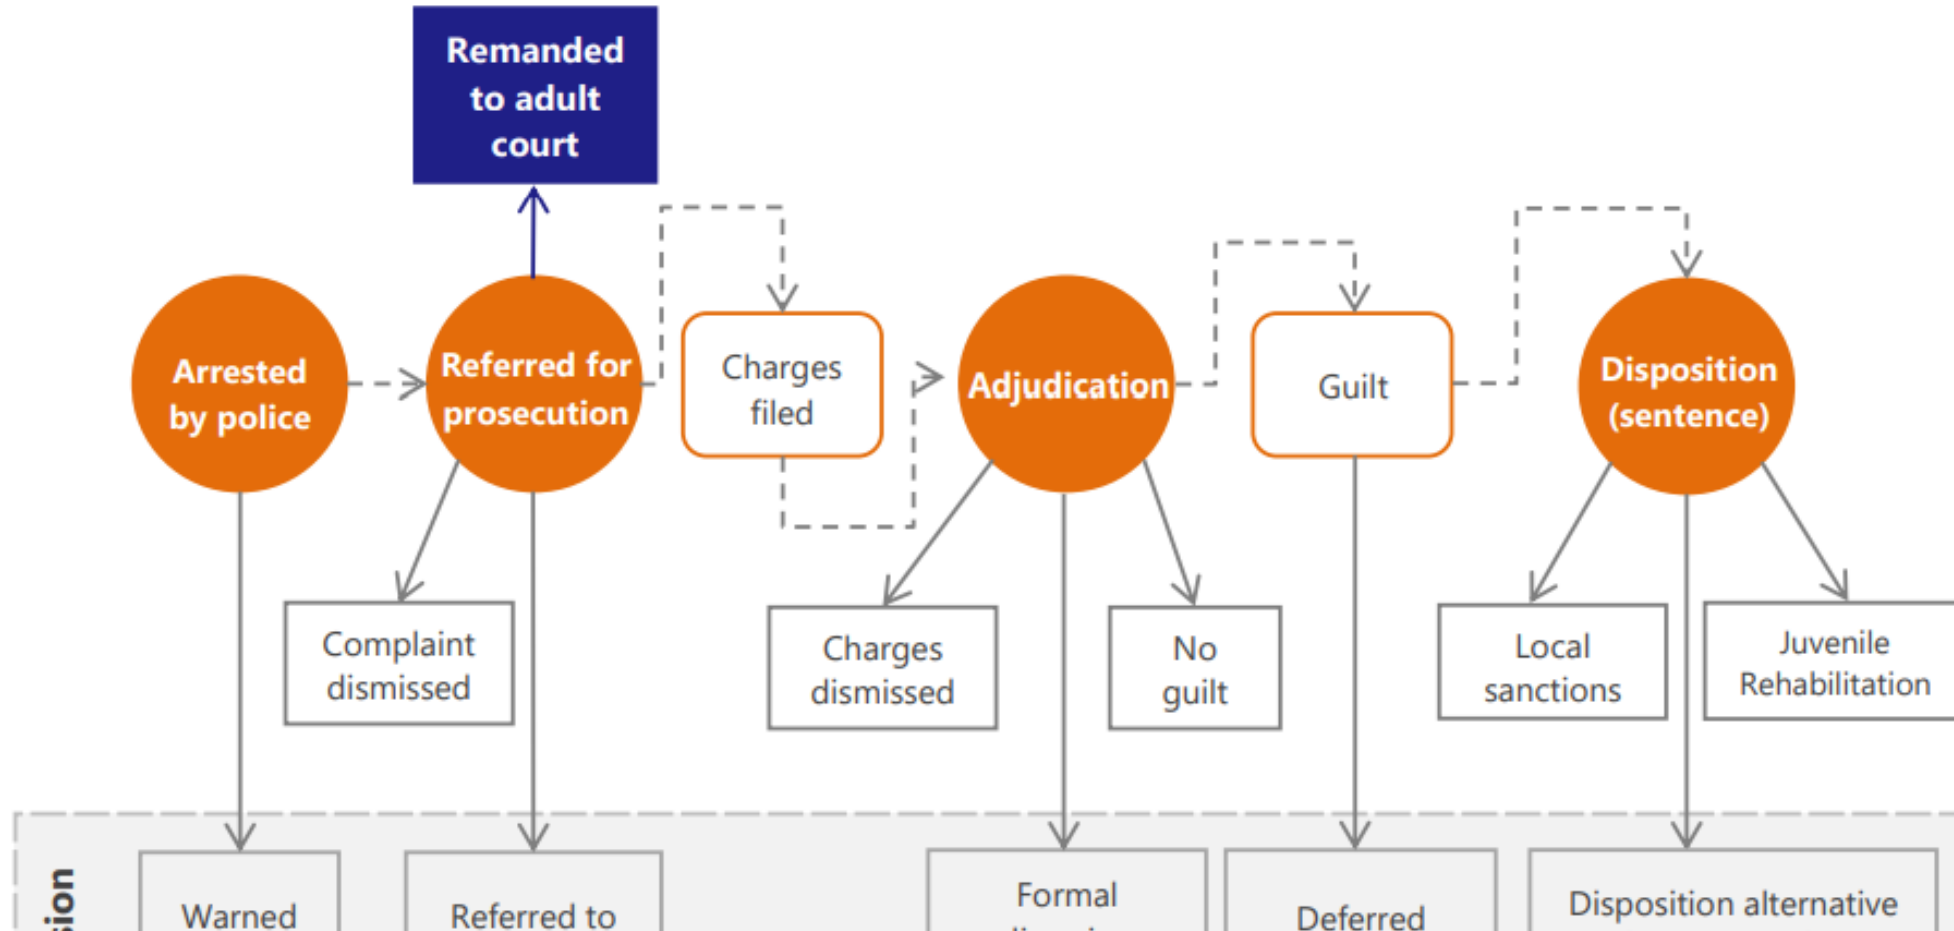 Remanded
to adult
court
Arrested
by police
Referred for
prosecution
Charges
filed
Adjudication
Guilt
Disposition
(sentence)
Complaint
dismissed
Charges
dismissed
No
guilt
Local
sanctions
Juvenile
Rehabilitation
Warned
Referred to
Formal
Deferred
Disposition alternative